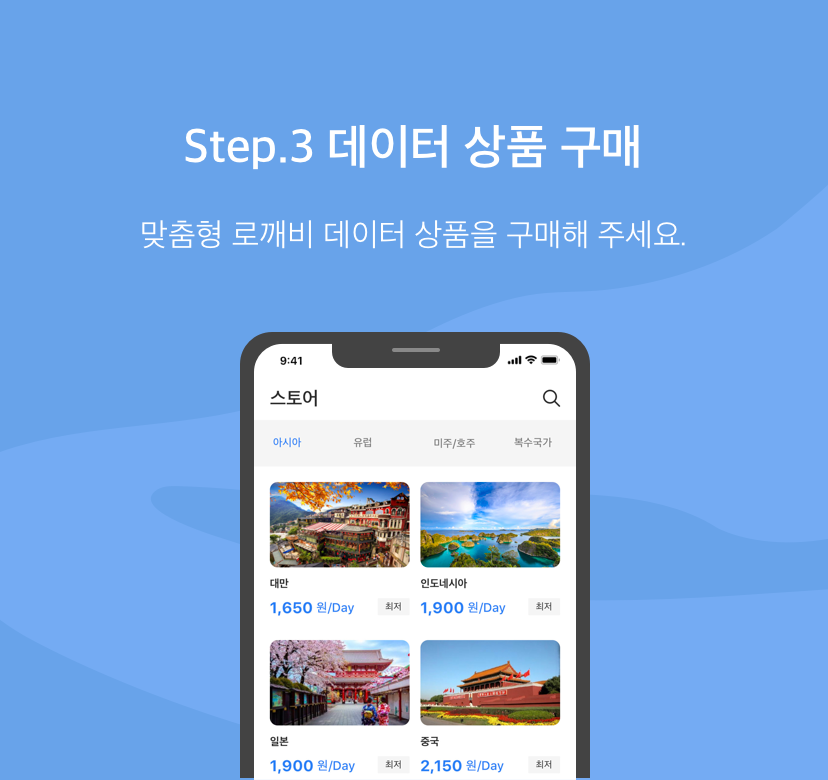 Step.3 데이터 상품 구매
맞춤형 로깨비 데이터 상품을 구매해 주세요.
9:41
스토어
아시아 유럽 미주/호주 복수국가
대만 인도네시아
1,650 원/Day 최저 1,900 원/Day 최저
일본 중국
1,900 원/Day 최저 2,150 원/Day 최저